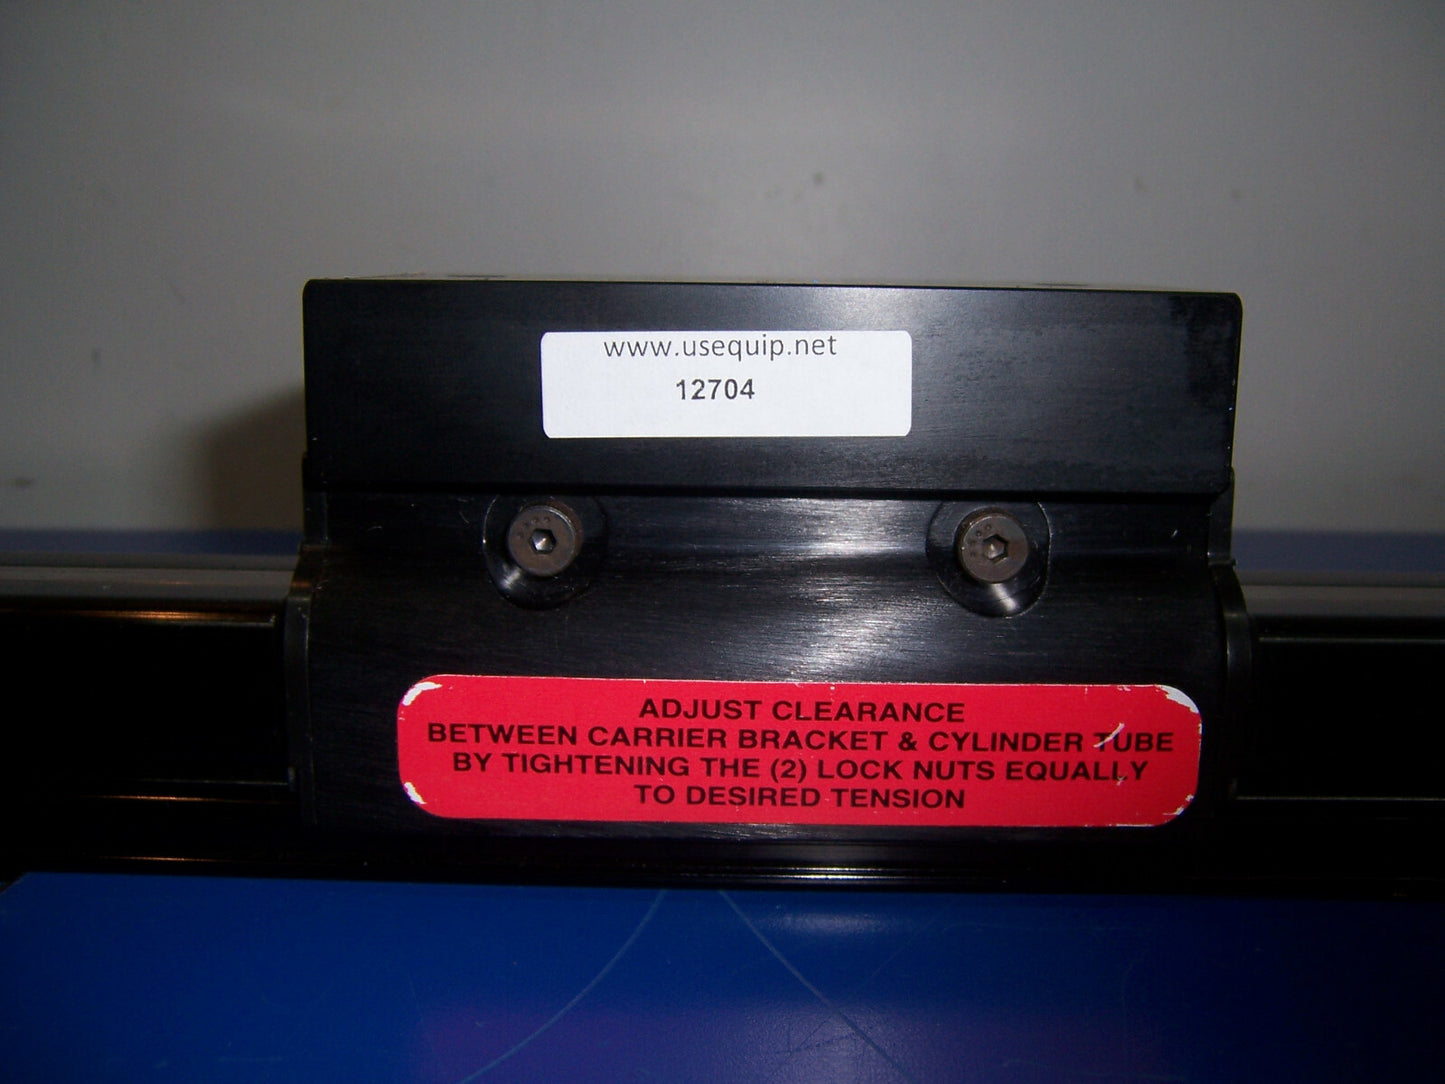 www.usequip.net
12704
ADJUST CLEARANCE
BETWEEN CARRIER BRACKET & CYLINDER TUBE
BY TIGHTENING THE (2) LOCK NUTS EQUALLY
TO DESIRED TENSION